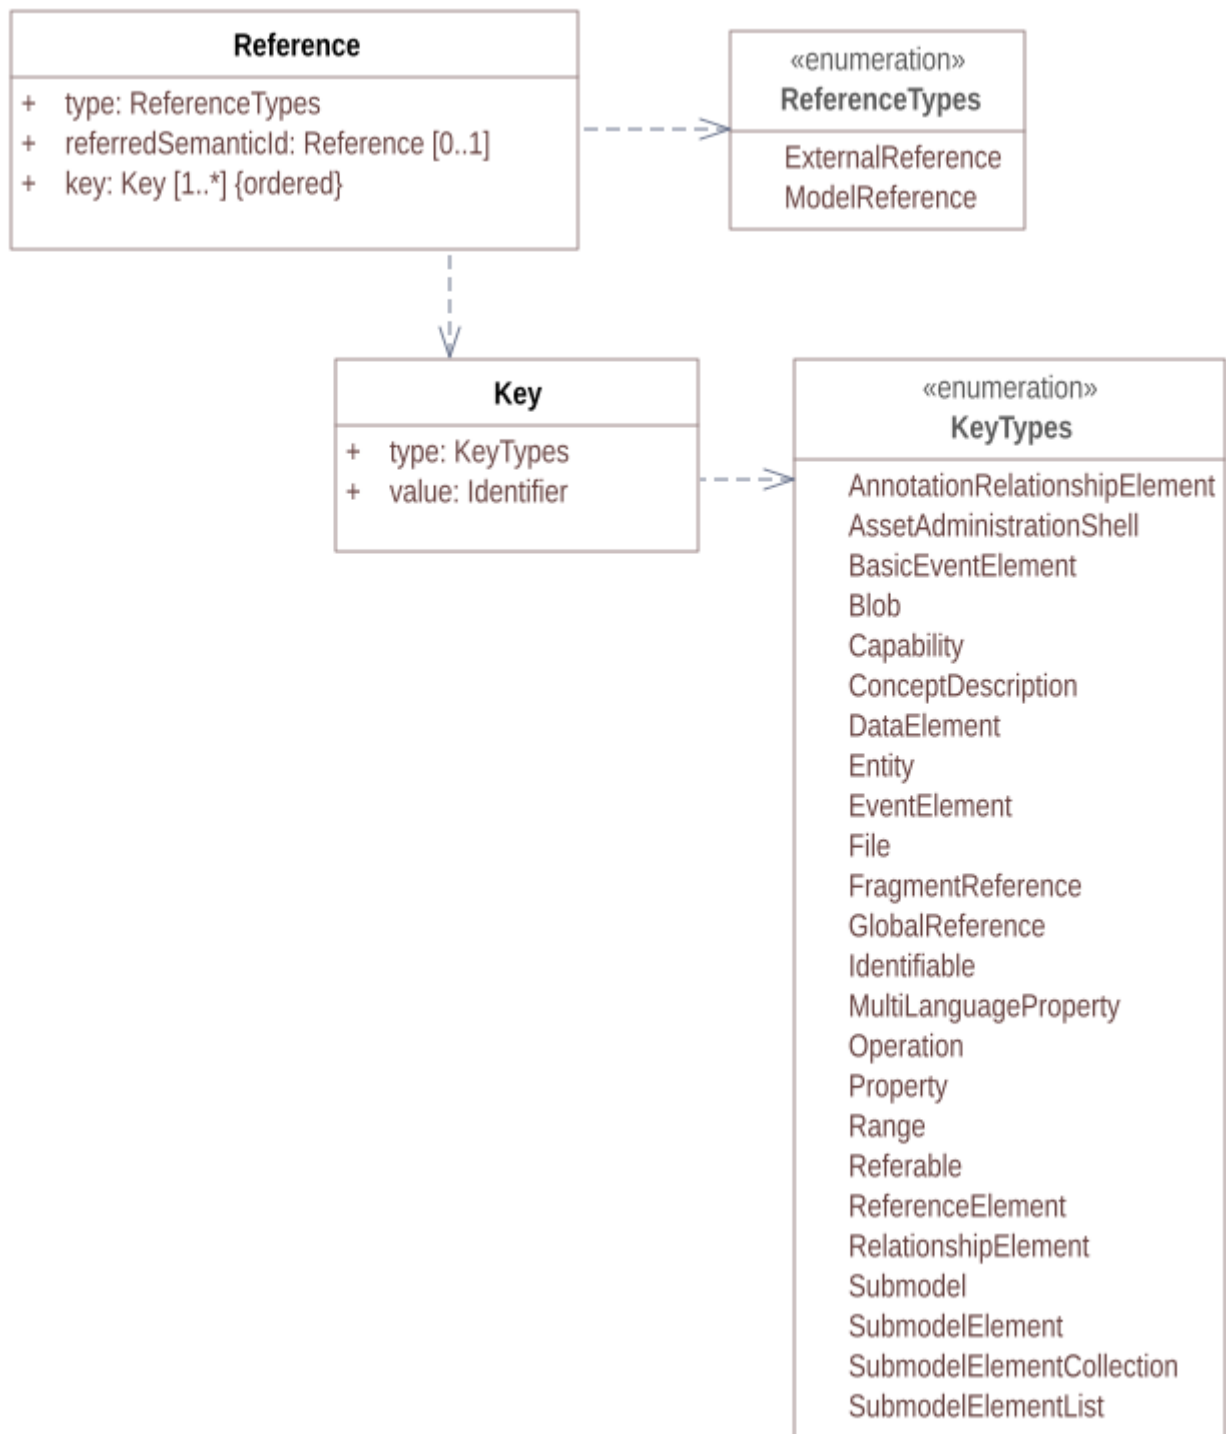 Reference
+ type: ReferenceTypes
+ referredSemanticId: Reference [0..1]
+ key: Key [1..*] {ordered}
«enumeration»
ReferenceTypes
ExternalReference
ModelReference
Key
+ type: KeyTypes
+ value: Identifier
«enumeration»
KeyTypes
AnnotationRelationshipElement
AssetAdministrationShell
BasicEventElement
Blob
Capability
ConceptDescription
DataElement
Entity
EventElement
File
FragmentReference
GlobalReference
Identifiable
MultiLanguageProperty
Operation
Property
Range
Referable
ReferenceElement
RelationshipElement
Submodel
SubmodelElement
SubmodelElementCollection
SubmodelElementList